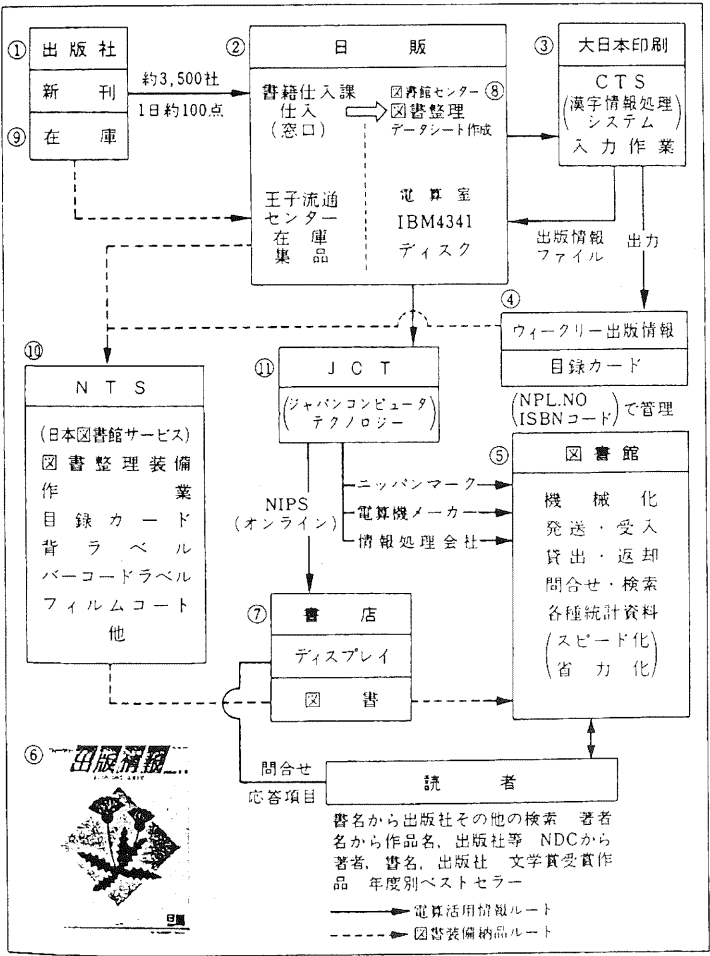 ① 出版社
新刊
⑨ 在庫
約3,500社
1日約100点
② 日販
書籍仕入課
仕入
(窓口)
図書館センター ⑧
図書整理
データシート作成
王子流通
センター
在庫
集品
電算室
IBM4341
ディスク
③ 大日本印刷
CTS
(漢字情報処理
システム)
入力作業
出版情報
ファイル
出力
④
ウィークリー出版情報
目録カード
(NPL.NO
ISBNコード)で管理
⑩
NTS
(日本図書館サービス)
図書整理装備
作業
目録カード
背ラベル
バーコードラベル
フィルムコート
他
⑪ JCT
(ジャパンコンピュータ
テクノロジー)
NIPS
(オンライン)
ニッパンマーク
電算機メーカー
情報処理会社
⑤ 図書館
機械化
発送・受入
貸出・返却
問合せ・検索
各種統計資料
(スピード化
省力化)
⑦ 書店
ディスプレイ
図書
⑥ 出版情報
日販
問合せ
応答項目
読者
書名から出版社その他の検索 著者
名から作品名, 出版社等 NDCから
著者, 書名, 出版社 文学賞受賞作
品 年度別ベストセラー
電算活用情報ルート
図書装備納品ルート